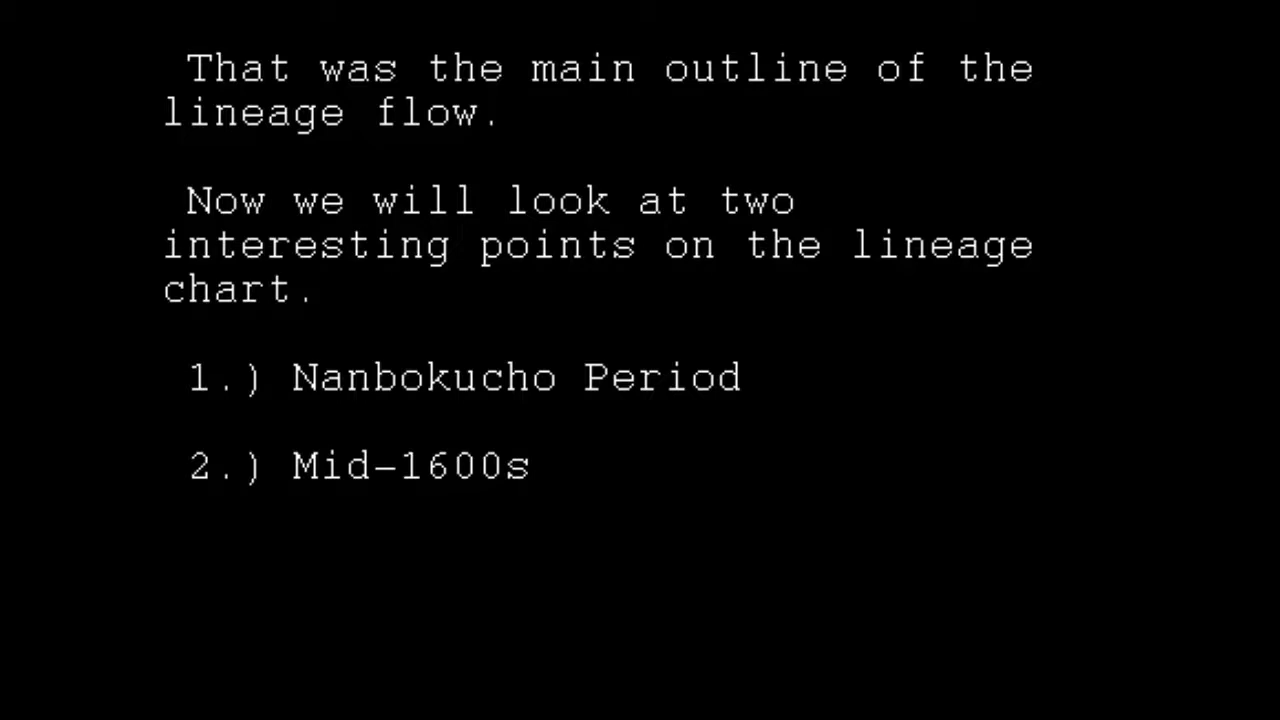 That was the main outline of the
lineage flow.
Now we will look at two
interesting points on the lineage
chart.
1.) Nanbokucho Period
2.) Mid-1600s